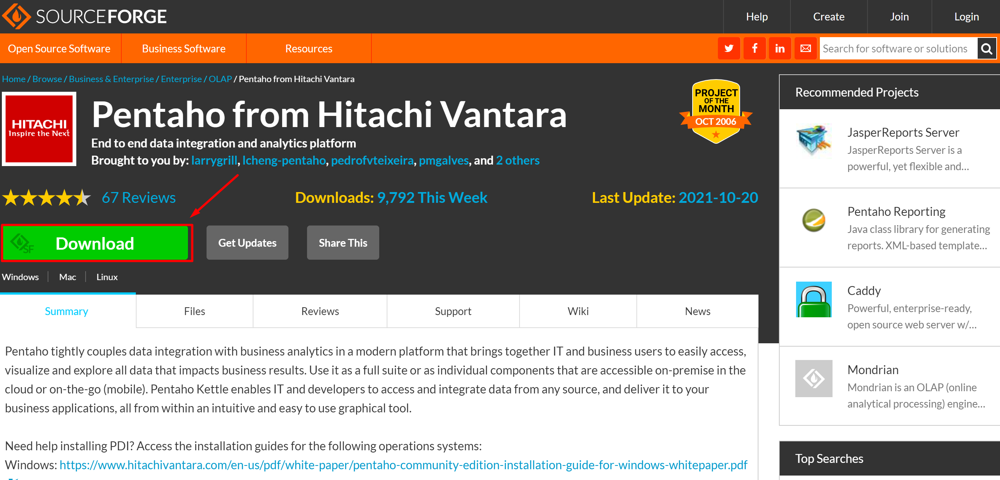 SOURCEFORGE
Help
Create
Join
Login
Open Source Software
Business Software
Resources
Search for software or solutions
Home / Browse / Business & Enterprise / Enterprise / OLAP / Pentaho from Hitachi Vantara
HITACHI
Inspire the Next
Pentaho from Hitachi Vantara
End to end data integration and analytics platform
Brought to you by: larrygrill, lcheng-pentaho, pedrofvteixeira, pmgalves, and 2 others
PROJECT
OF THE
MONTH
OCT 2006
67 Reviews
Downloads: 9,792 This Week
Last Update: 2021-10-20
SF
Download
Get Updates
Share This
Windows
Mac
Linux
Summary
Files
Reviews
Support
Wiki
News
Pentaho tightly couples data integration with business analytics in a modern platform that brings together IT and business users to easily access,
visualize and explore all data that impacts business results. Use it as a full suite or as individual components that are accessible on-premise in the
cloud or on-the-go (mobile). Pentaho Kettle enables IT and developers to access and integrate data from any source, and deliver it to your
business applications, all from within an intuitive and easy to use graphical tool.
Need help installing PDI? Access the installation guides for the following operations systems:
Windows: https://www.hitachivantara.com/en-us/pdf/white-paper/pentaho-community-edition-installation-guide-for-windows-whitepaper.pdf
Recommended Projects
JasperReports Server
JasperReports Server is a
powerful, yet flexible and...
Pentaho Reporting
Java class library for generating
reports. XML-based template...
Caddy
Powerful, enterprise-ready,
open source web server w/...
Mondrian
Mondrian is an OLAP (online
analytical processing) engine...
Top Searches